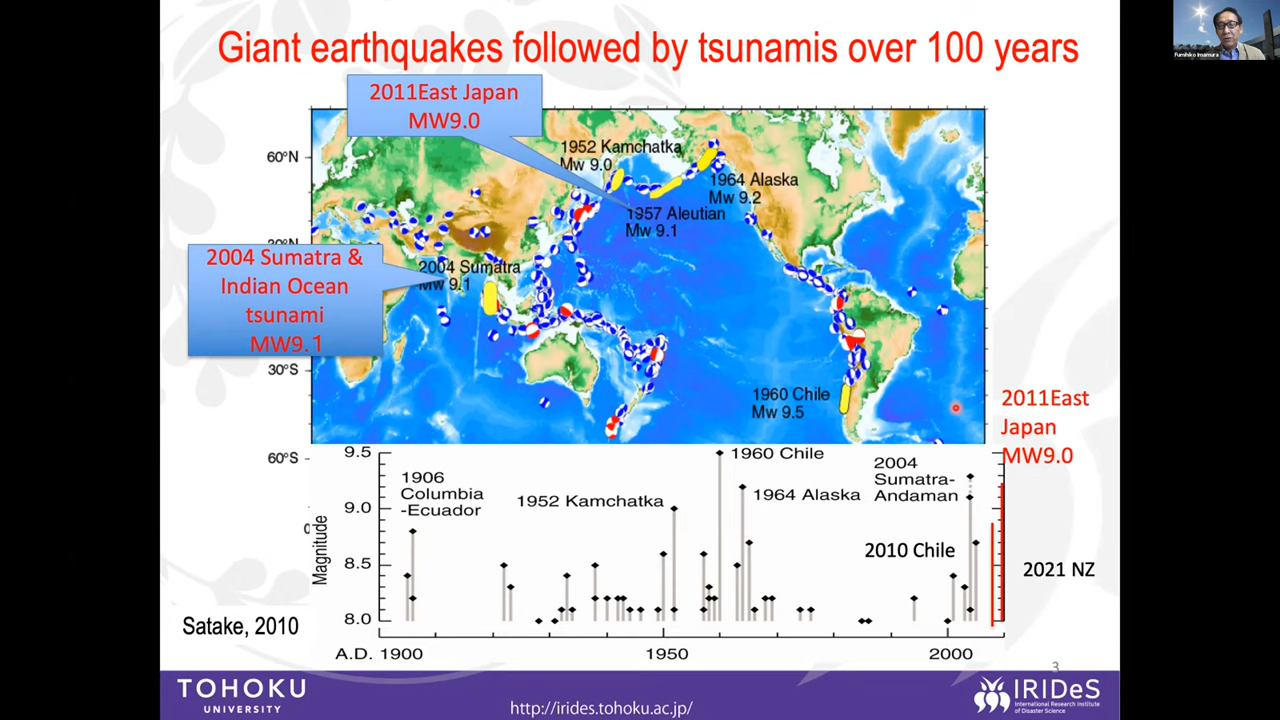 Giant earthquakes followed by tsunamis over 100 years
Fumihiko Imamura
2011East Japan
MW9.0
1952 Kamchatka
Mw 9.0
60°N
1964 Alaska
Mw 9.2
1957 Aleutian
Mw 9.1
2004 Sumatra &
Indian Ocean
tsunami
MW9.1
2004 Sumatra
Mw 9.1
30°S
1960 Chile
Mw 9.5
2011East
Japan
MW9.0
60°S
9.5
1960 Chile
1906
Columbia
-Ecuador
1952 Kamchatka
1964 Alaska
2004
Sumatra-
Andaman
9.0
Magnitude
8.5
2010 Chile
2021 NZ
8.0
Satake, 2010
A.D. 1900
1950
2000
3
TOHOKU
UNIVERSITY
http://irides.tohoku.ac.jp/
IRIDeS
International Research Institute
of Disaster Science